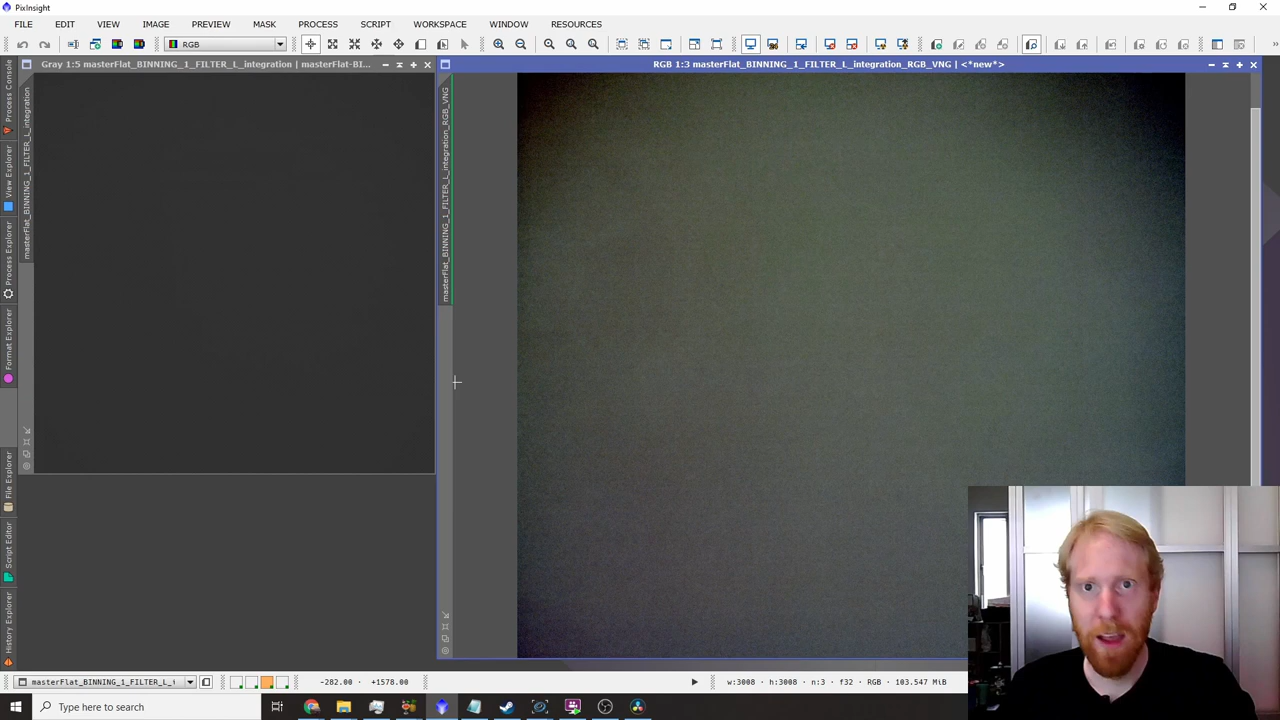 PixInsight
FILE EDIT VIEW IMAGE PREVIEW MASK PROCESS SCRIPT WORKSPACE WINDOW RESOURCES
RGB
Gray 1:5 masterFlat_BINNING_1_FILTER_L_integration | masterFlat-BI...
RGB 1:3 masterFlat_BINNING_1_FILTER_L_integration_RGB_VNG | <*new*>
Process Console
View Explorer
Process Explorer
Format Explorer
File Explorer
Script Editor
History Explorer
masterFlat_BINNING_1_FILTER_L_integration
masterFlat_BINNING_1_FILTER_L_integration_RGB_VNG
masterFlat_BINNING_1_FILTER_L_i
-282.00 · +1578.00
w:3008 · h:3008 · n:3 · f32 · RGB · 103.547 MiB
Type here to search